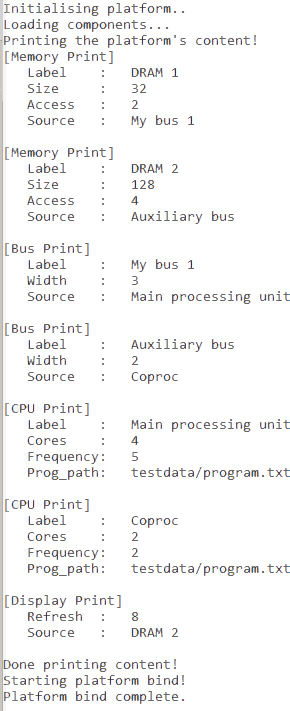 Initialising platform..
Loading components...
Printing the platform's content!
[Memory Print]
   Label    :   DRAM 1
   Size     :   32
   Access   :   2
   Source   :   My bus 1

[Memory Print]
   Label    :   DRAM 2
   Size     :   128
   Access   :   4
   Source   :   Auxiliary bus

[Bus Print]
   Label    :   My bus 1
   Width    :   3
   Source   :   Main processing unit

[Bus Print]
   Label    :   Auxiliary bus
   Width    :   2
   Source   :   Coproc

[CPU Print]
   Label    :   Main processing unit
   Cores    :   4
   Frequency:   5
   Prog_path:   testdata/program.txt

[CPU Print]
   Label    :   Coproc
   Cores    :   2
   Frequency:   2
   Prog_path:   testdata/program.txt

[Display Print]
   Refresh  :   8
   Source   :   DRAM 2

Done printing content!
Starting platform bind!
Platform bind complete.